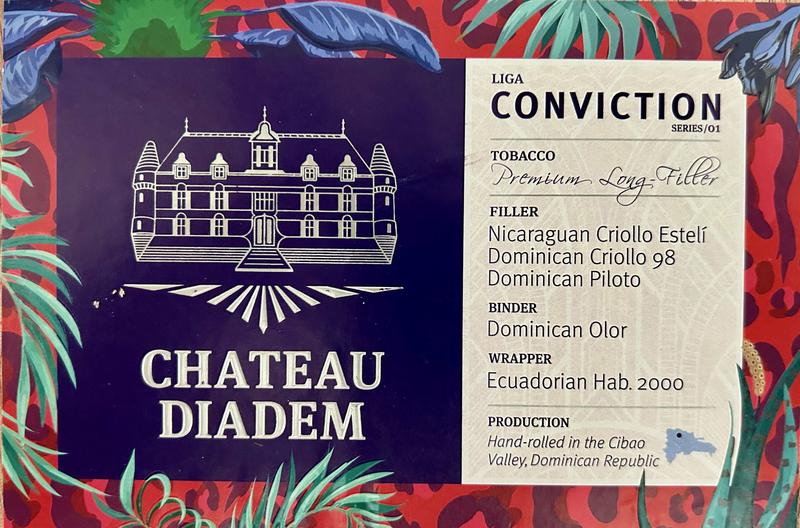 CHATEAU
DIADEM
LIGA
CONVICTION
SERIES/01
TOBACCO
Premium Long-Filler
FILLER
Nicaraguan Criollo Estelí
Dominican Criollo 98
Dominican Piloto
BINDER
Dominican Olor
WRAPPER
Ecuadorian Hab. 2000
PRODUCTION
Hand-rolled in the Cibao
Valley, Dominican Republic